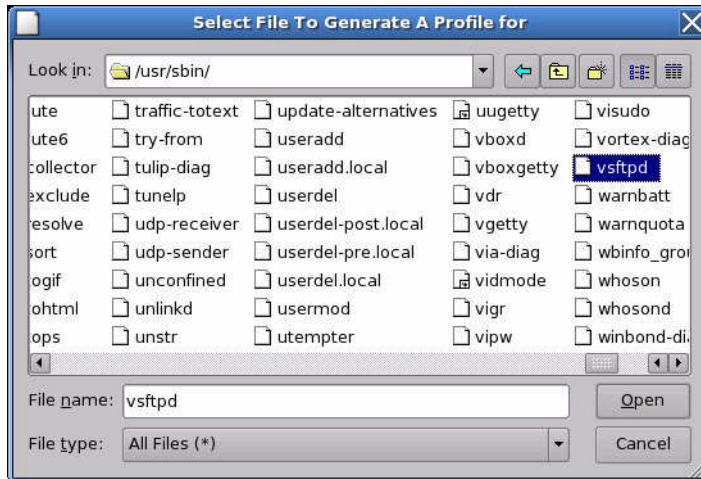 Select File To Generate A Profile for
Look in: /usr/sbin/
ute traffic-totext update-alternatives uugetty visudo
ute6 try-from useradd vboxd vortex-diag
collector tulip-diag useradd.local vboxgetty vsftpd
exclude tunelp userdel vdr warnbatt
resolve udp-receiver userdel-post.local vgetty warnquota
sort udp-sender userdel-pre.local via-diag wbinfo_grou
ogif unconfined userdel.local vidmode whoson
ohtml unlinkd usermod vigr whosond
ops unstr utempter vipw winbond-di
File name: vsftpd Open
File type: All Files (*) Cancel